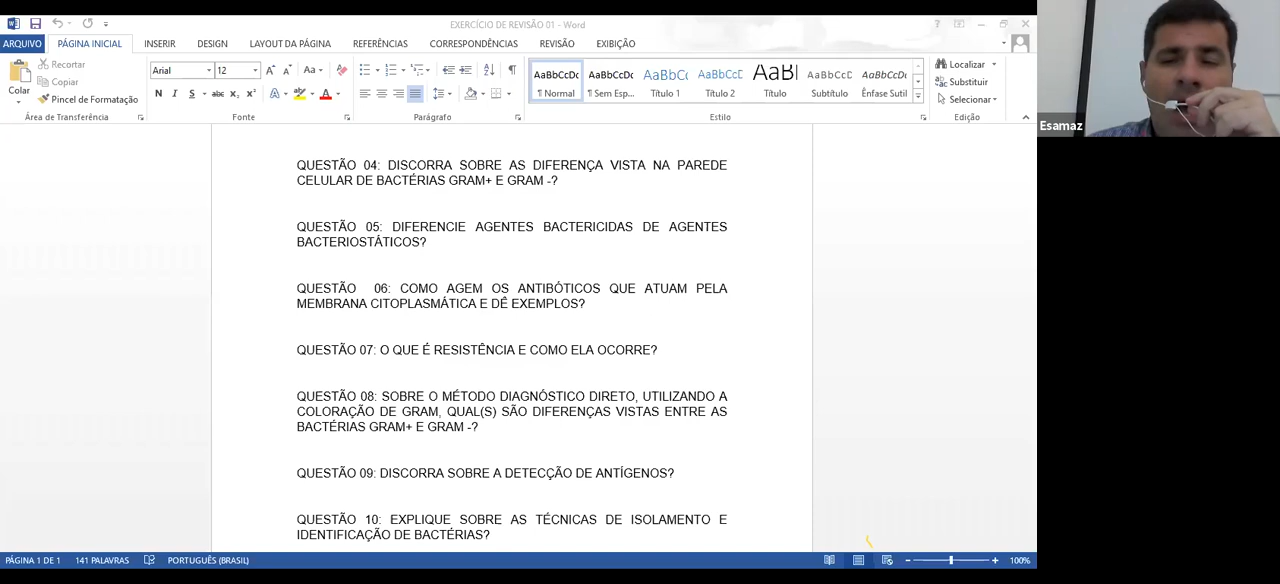 EXERCÍCIO DE REVISÃO 01 - Word
ARQUIVO PÁGINA INICIAL INSERIR DESIGN LAYOUT DA PÁGINA REFERÊNCIAS CORRESPONDÊNCIAS REVISÃO EXIBIÇÃO
Colar
Recortar
Copiar
Pincel de Formatação
Área de Transferência
Arial 12
Fonte
Parágrafo
AaBbCcDc AaBbCcDc AaBbC( AaBbCcD AaB| AaBbCcD AaBbCcDc
¶ Normal ¶ Sem Esp... Título 1 Título 2 Título Subtítulo Ênfase Sutil
Estilo
Localizar
Substituir
Selecionar
Edição
Esamaz
QUESTÃO 04: DISCORRA SOBRE AS DIFERENÇA VISTA NA PAREDE
CELULAR DE BACTÉRIAS GRAM+ E GRAM -?
QUESTÃO 05: DIFERENCIE AGENTES BACTERICIDAS DE AGENTES
BACTERIOSTÁTICOS?
QUESTÃO 06: COMO AGEM OS ANTIBÓTICOS QUE ATUAM PELA
MEMBRANA CITOPLASMÁTICA E DÊ EXEMPLOS?
QUESTÃO 07: O QUE É RESISTÊNCIA E COMO ELA OCORRE?
QUESTÃO 08: SOBRE O MÉTODO DIAGNÓSTICO DIRETO, UTILIZANDO A
COLORAÇÃO DE GRAM, QUAL(S) SÃO DIFERENÇAS VISTAS ENTRE AS
BACTÉRIAS GRAM+ E GRAM -?
QUESTÃO 09: DISCORRA SOBRE A DETECÇÃO DE ANTÍGENOS?
QUESTÃO 10: EXPLIQUE SOBRE AS TÉCNICAS DE ISOLAMENTO E
IDENTIFICAÇÃO DE BACTÉRIAS?
PÁGINA 1 DE 1 141 PALAVRAS PORTUGUÊS (BRASIL) 100%